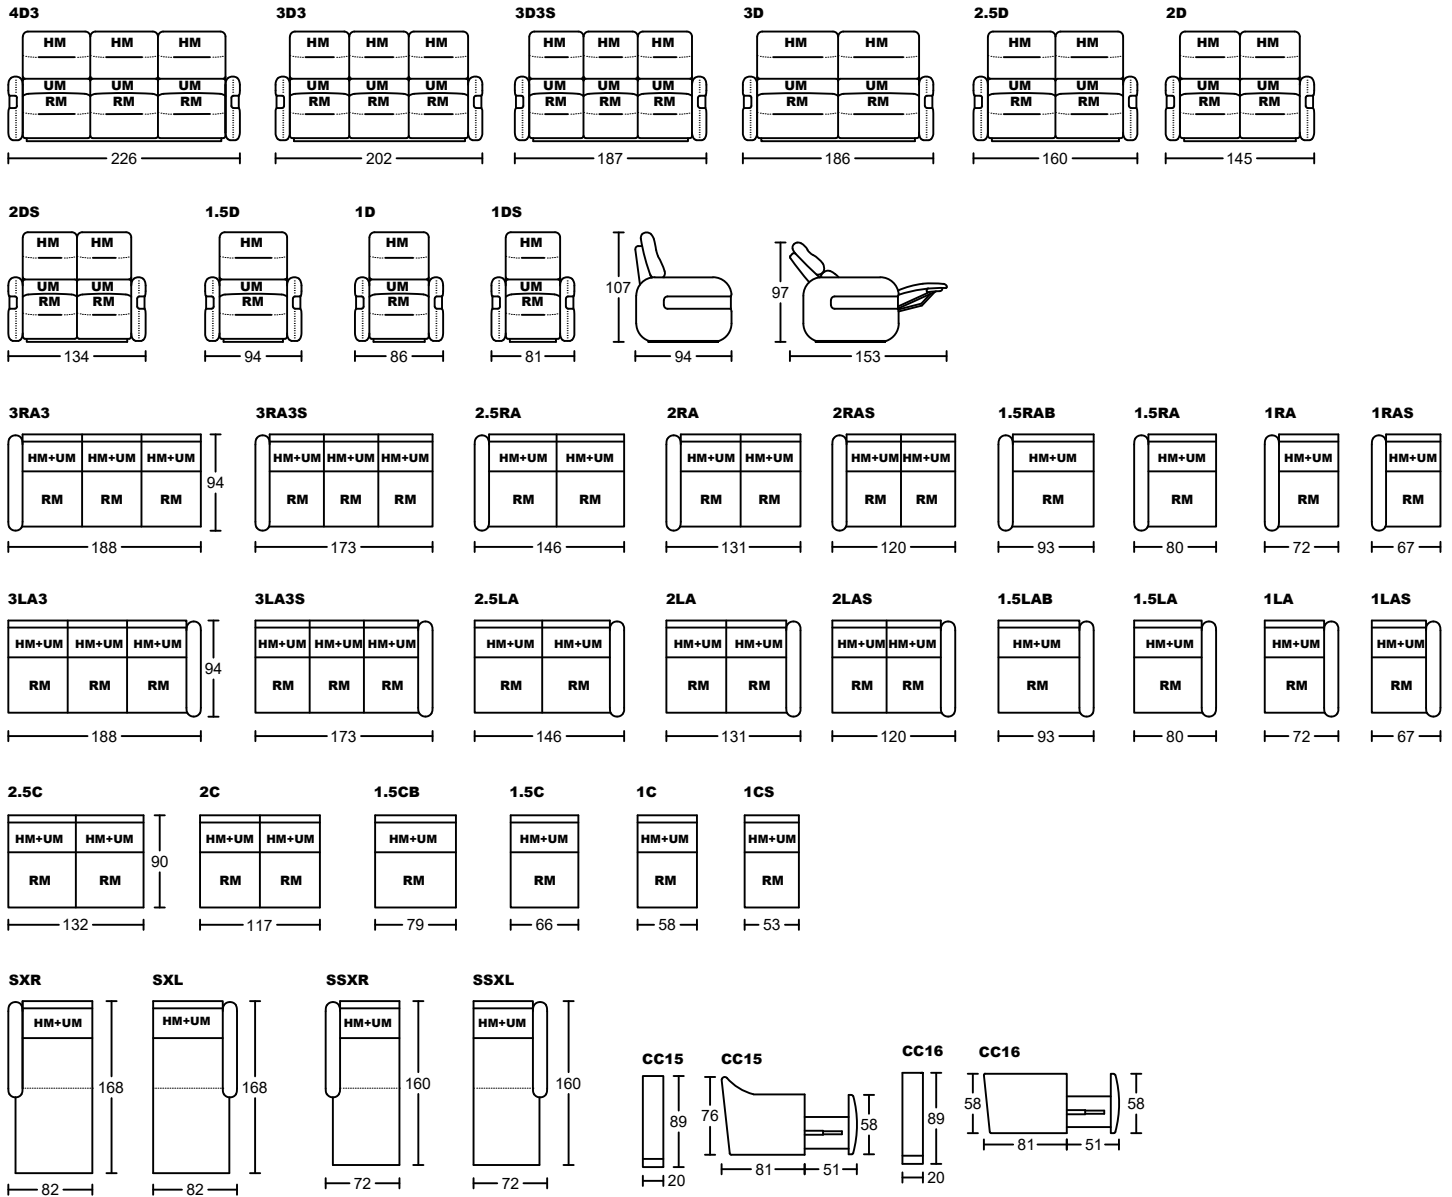 4D3 3D3 3D3S 3D 2.5D 2D
HM HM HM HM HM HM HM HM HM HM HM HM HM HM HM
UM UM UM UM UM UM UM UM UM UM UM UM UM UM UM
RM RM RM RM RM RM RM RM RM RM RM RM RM RM RM
226 202 187 186 160 145
2DS 1.5D 1D 1DS
HM HM HM HM HM
UM UM UM UM UM
107 97
RM RM RM RM RM
134 94 86 81 94 153
3RA3 3RA3S 2.5RA 2RA 2RAS 1.5RAB 1.5RA 1RA 1RAS
HM+UM HM+UM HM+UM HM+UM HM+UM HM+UM HM+UM HM+UM HM+UM HM+UM HM+UM HM+UM HM+UM HM+UM HM+UM HM+UM
94
RM RM RM RM RM RM RM RM RM RM RM RM RM RM RM RM
188 173 146 131 120 93 80 72 67
3LA3 3LA3S 2.5LA 2LA 2LAS 1.5LAB 1.5LA 1LA 1LAS
HM+UM HM+UM HM+UM HM+UM HM+UM HM+UM HM+UM HM+UM HM+UM HM+UM HM+UM HM+UM HM+UM HM+UM HM+UM HM+UM
94
RM RM RM RM RM RM RM RM RM RM RM RM RM RM RM RM
188 173 146 131 120 93 80 72 67
2.5C 2C 1.5CB 1.5C 1C 1CS
HM+UM HM+UM HM+UM HM+UM HM+UM HM+UM HM+UM HM+UM
90
RM RM RM RM RM RM RM RM
132 117 79 66 58 53
SXR SXL SSXR SSXL
HM+UM HM+UM HM+UM HM+UM
CC15 CC15 CC16 CC16
168 168 160 160
89 76 58 89 58 58
81 51 81 51
20 20
82 82 72 72